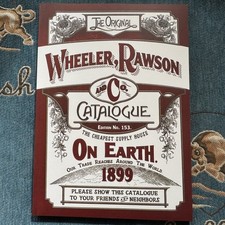 The Original
Wheeler, Rawson
AND Co.
Catalogue
Edition No. 153.
The Cheapest Supply House
On Earth.
Our Trade Reaches Around The World
1899
Please Show This Catalogue
To Your Friends & Neighbors